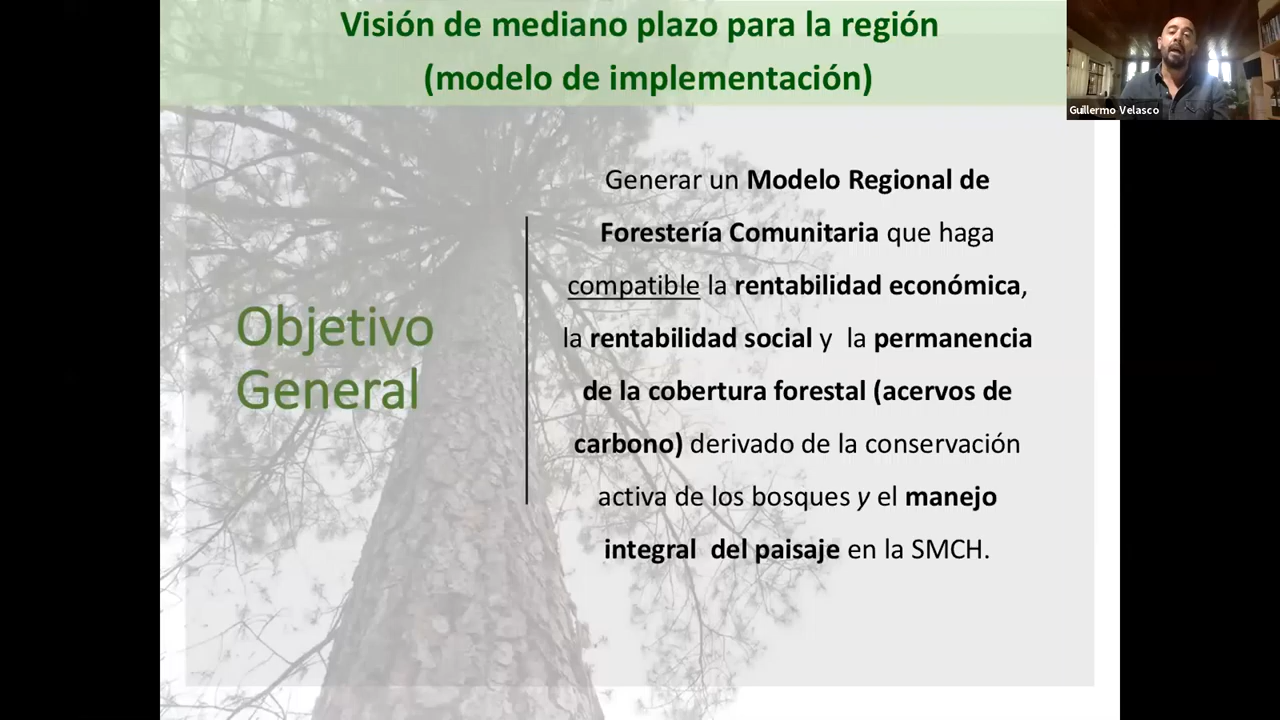 Visión de mediano plazo para la región
(modelo de implementación)
Guillermo Velasco
Objetivo
General
Generar un Modelo Regional de
Forestería Comunitaria que haga
compatible la rentabilidad económica,
la rentabilidad social y la permanencia
de la cobertura forestal (acervos de
carbono) derivado de la conservación
activa de los bosques y el manejo
integral del paisaje en la SMCH.